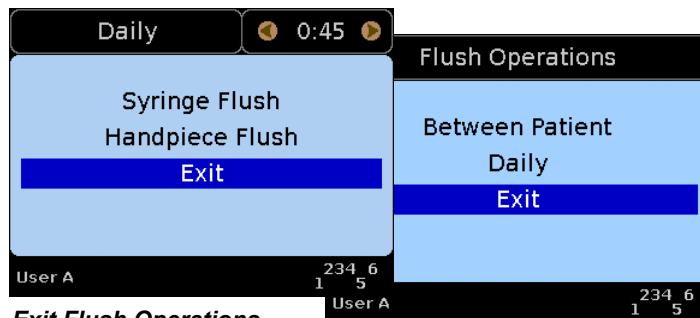 Daily 0:45
Syringe Flush
Handpiece Flush
Exit
User A 1 234 5 6
Flush Operations
Between Patient
Daily
Exit
User A 1 234 5 6
Exit Flush Operations